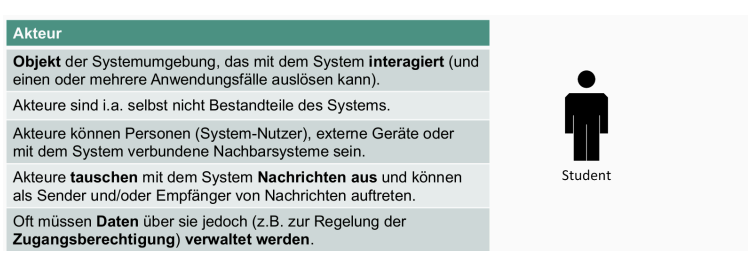 Akteur
Objekt der Systemumgebung, das mit dem System interagiert (und
einen oder mehrere Anwendungsfälle auslösen kann).
Akteure sind i.a. selbst nicht Bestandteile des Systems.
Akteure können Personen (System-Nutzer), externe Geräte oder
mit dem System verbundene Nachbarsysteme sein.
Akteure tauschen mit dem System Nachrichten aus und können
als Sender und/oder Empfänger von Nachrichten auftreten.
Oft müssen Daten über sie jedoch (z.B. zur Regelung der
Zugangsberechtigung) verwaltet werden.
Student